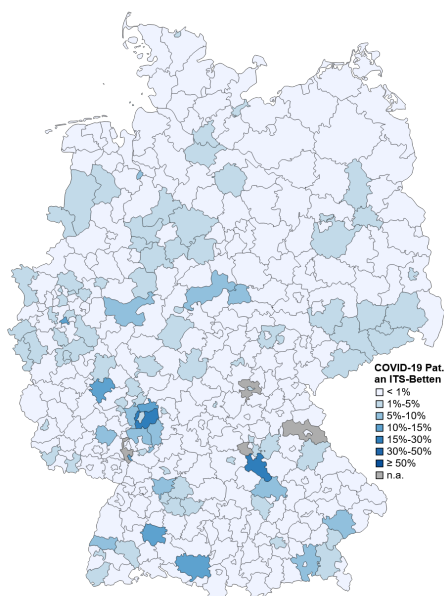 COVID-19 Pat.
an ITS-Betten
< 1%
1%-5%
5%-10%
10%-15%
15%-30%
30%-50%
≥ 50%
n.a.